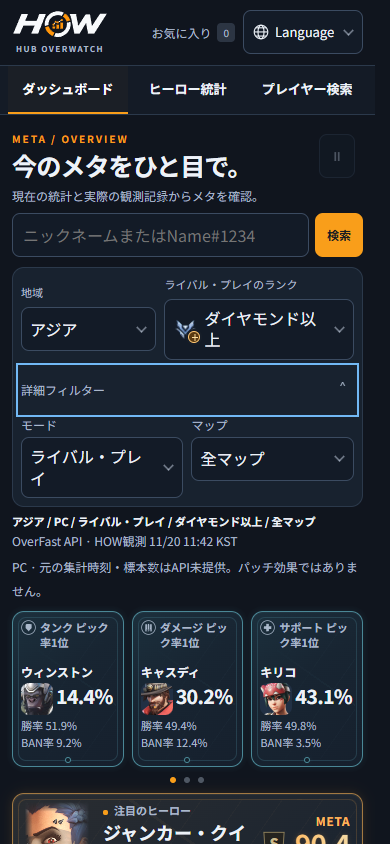 HOW
HUB OVERWATCH
お気に入り 0
Language
ダッシュボード
ヒーロー統計
プレイヤー検索
META / OVERVIEW
今のメタをひと目で。
現在の統計と実際の観測記録からメタを確認。
ニックネームまたはName#1234
検索
地域
アジア
ライバル・プレイのランク
ダイヤモンド以
上
詳細フィルター
モード
ライバル・プレ
イ
マップ
全マップ
アジア / PC / ライバル・プレイ / ダイヤモンド以上 / 全マップ
OverFast API · HOW観測 11/20 11:42 KST
PC · 元の集計時刻・標本数はAPI未提供。パッチ効果ではありま
せん。
タンク ピック
率1位
ウィンストン
14.4%
勝率 51.9%
BAN率 9.2%
ダメージ ピッ
ク率1位
キャスディ
30.2%
勝率 49.4%
BAN率 12.4%
サポート ピッ
ク率1位
キリコ
43.1%
勝率 49.8%
BAN率 3.5%
注目のヒーロー
ジャンカー・クイ
META
S 90.4